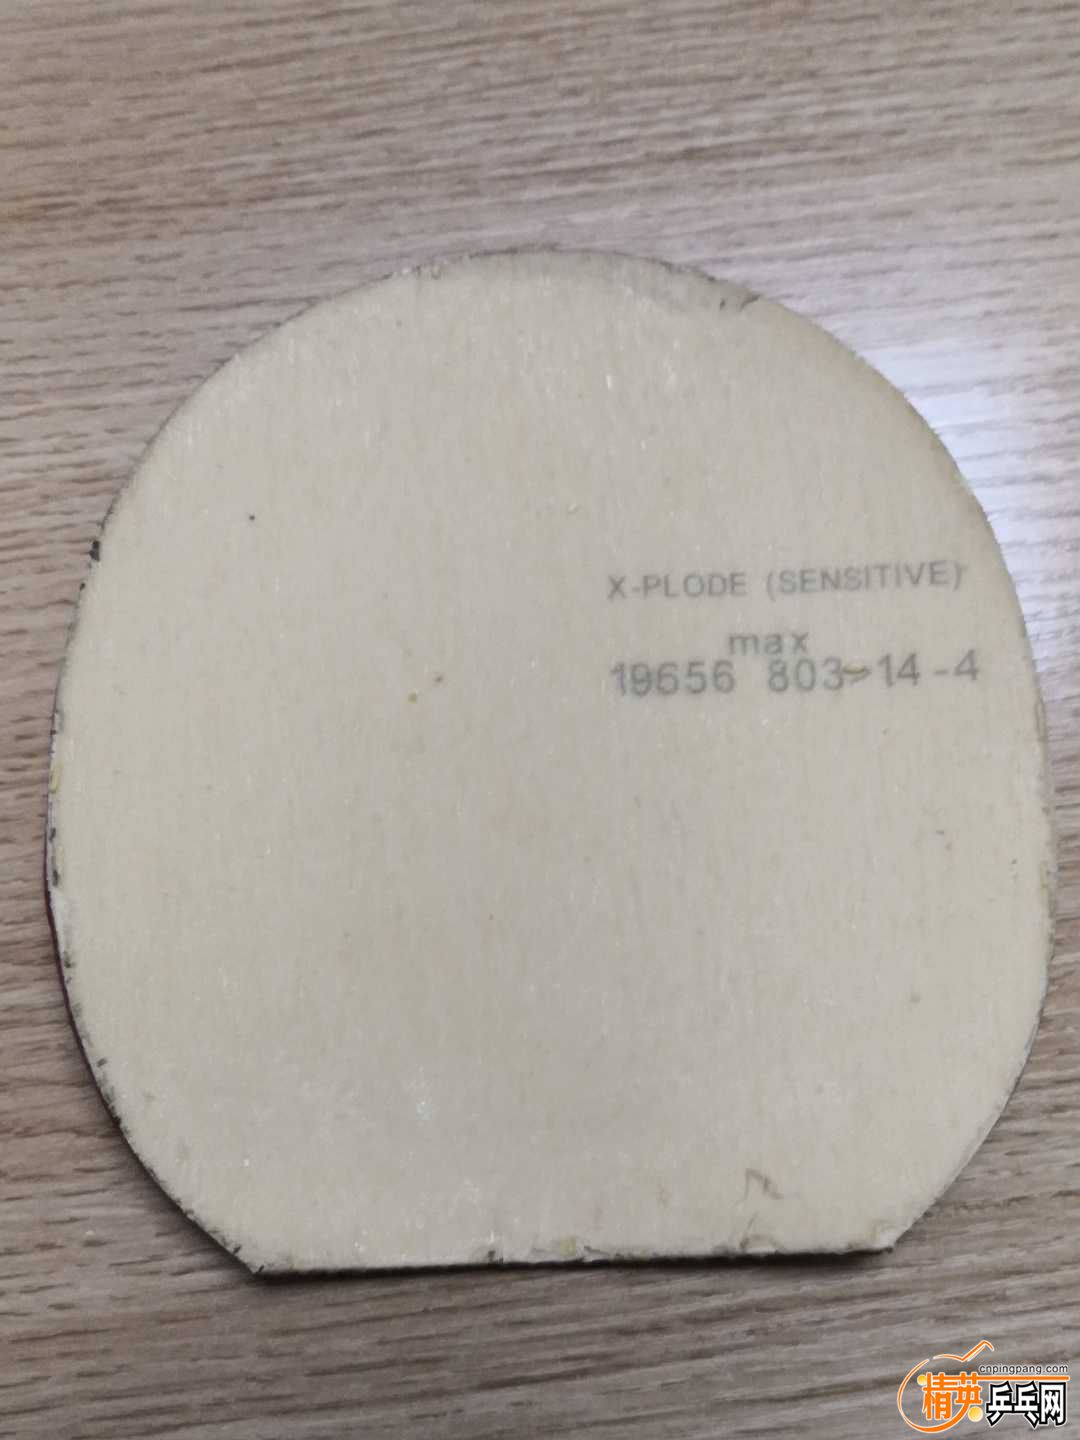 X-PLODE (SENSITIVE)
max
19656 803-14-4
cnpingpang.com
精英乒乓网